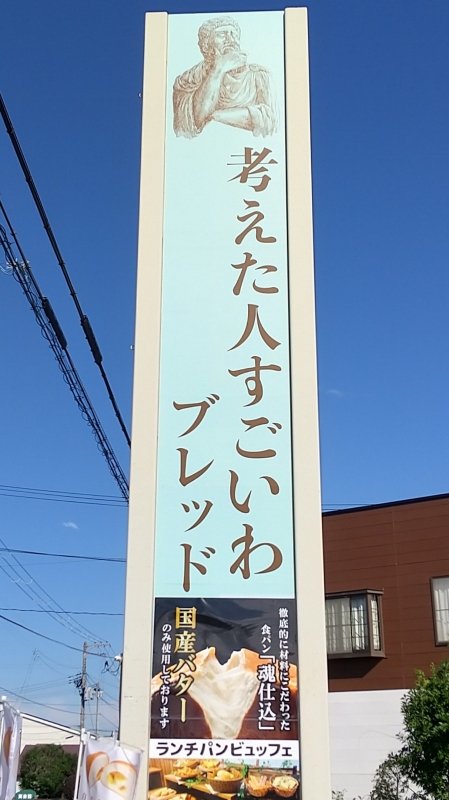 考えた人すごいわ
ブレッド
徹底的に材料にこだわった
食パン「魂仕込」
国産バター
のみ使用しております
ランチパンビュッフェ